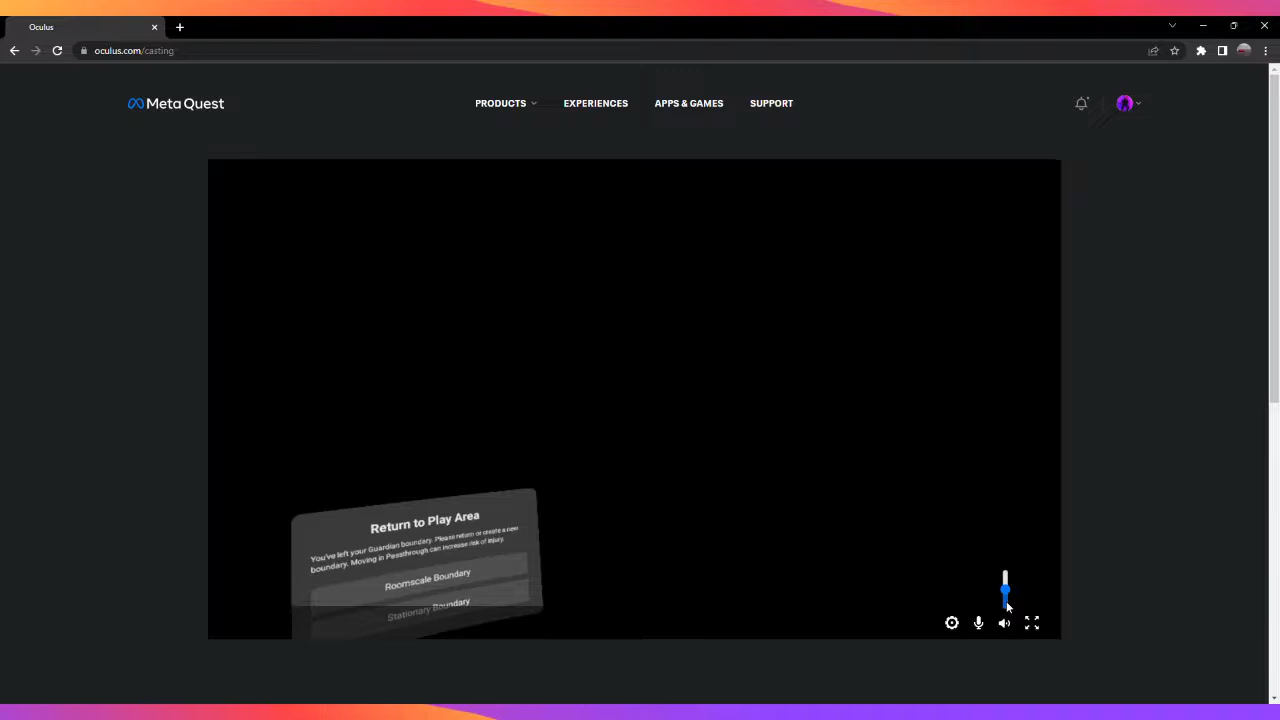 Oculus
oculus.com/casting
Meta Quest
PRODUCTS
EXPERIENCES
APPS & GAMES
SUPPORT
Return to Play Area
You've left your Guardian boundary. Please return or create a new
boundary. Moving in Passthrough can increase risk of injury.
Roomscale Boundary
Stationary Boundary